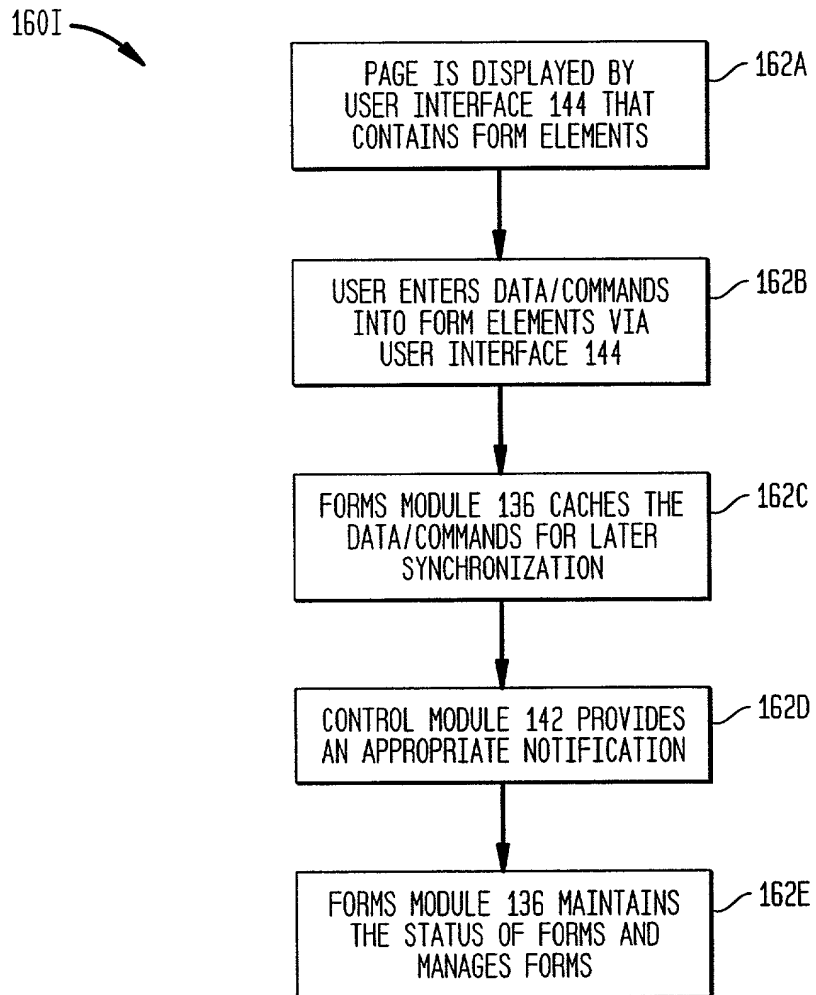 160I
PAGE IS DISPLAYED BY
USER INTERFACE 144 THAT
CONTAINS FORM ELEMENTS
162A
USER ENTERS DATA/COMMANDS
INTO FORM ELEMENTS VIA
USER INTERFACE 144
162B
FORMS MODULE 136 CACHES THE
DATA/COMMANDS FOR LATER
SYNCHRONIZATION
162C
CONTROL MODULE 142 PROVIDES
AN APPROPRIATE NOTIFICATION
162D
FORMS MODULE 136 MAINTAINS
THE STATUS OF FORMS AND
MANAGES FORMS
162E